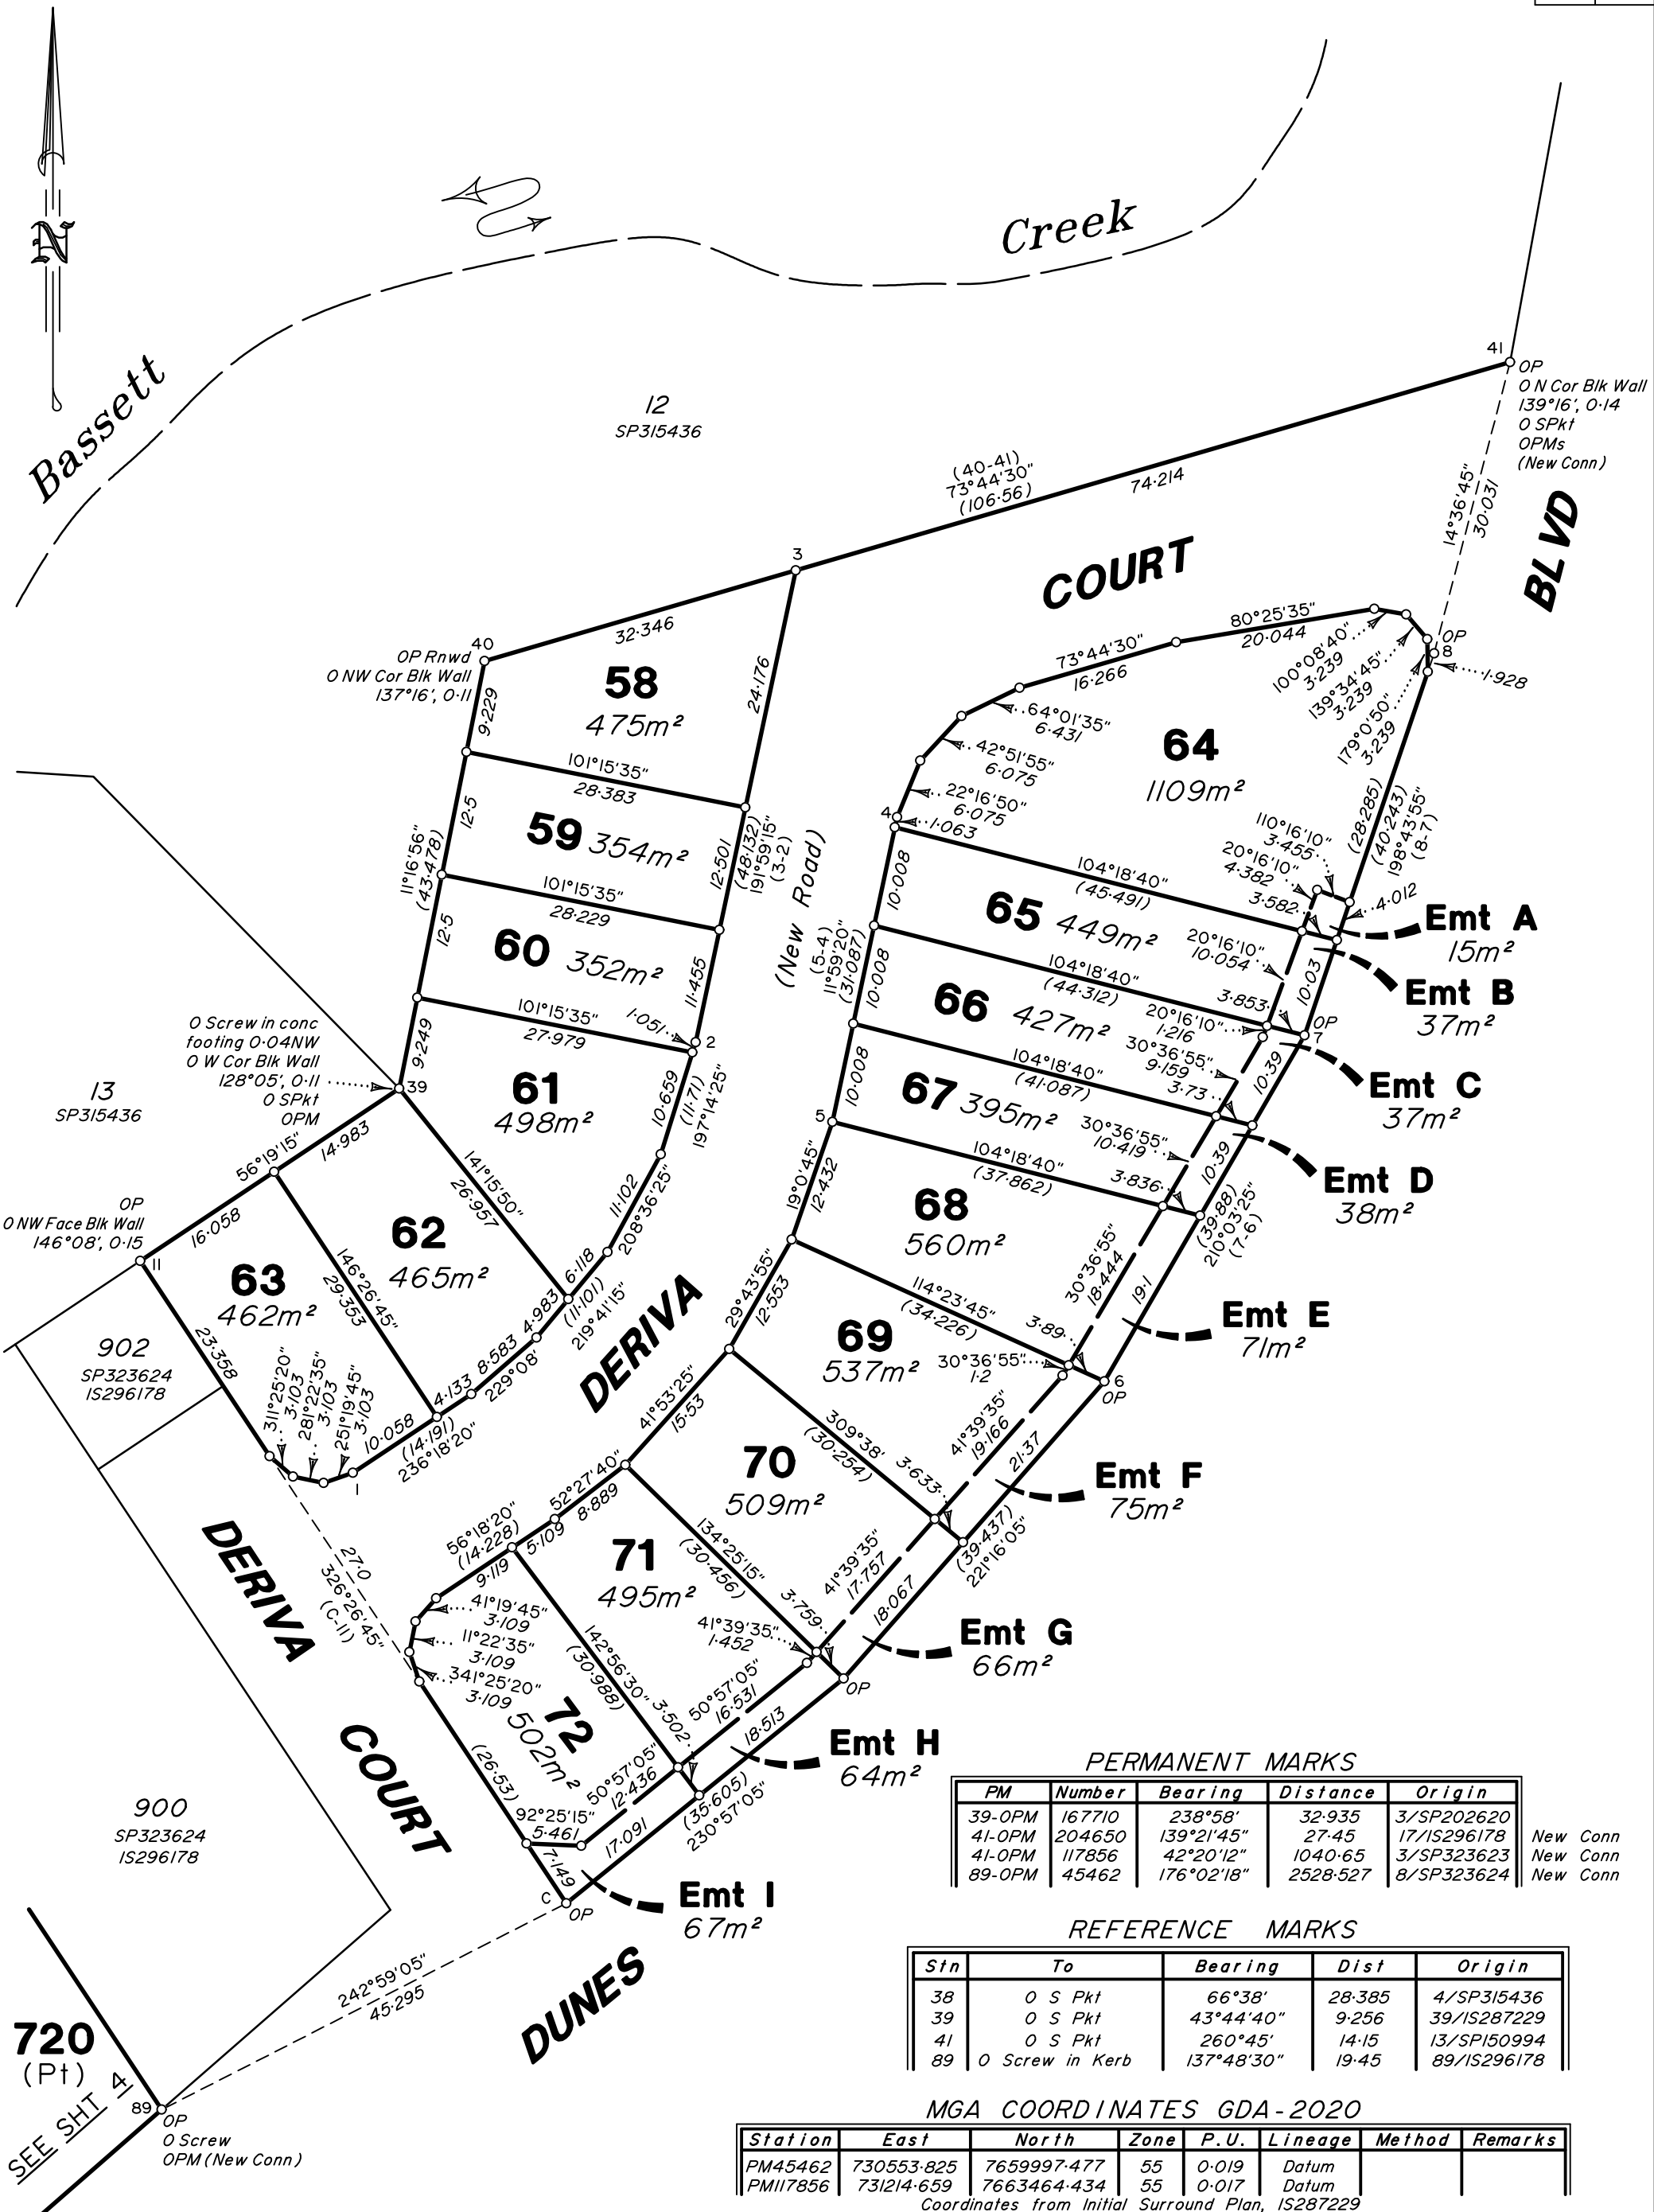 N
Bassett
Creek
12
SP315436
41
OP
O N Cor Blk Wall
139°16', 0·14
O SPkt
OPMs
(New Conn)
(40-41)
73°44'30"
(106·56)
74·214
14°36'45"
30·031
BLVD
COURT
3
32·346
40
OP Rnwd
O NW Cor Blk Wall
137°16', 0·11
58
475m²
9·229
24·176
73°44'30"
16·266
80°25'35"
20·044
100°08'40"
3·239
139°34'45"
3·239
179°0'50"
3·239
OP
8
1·928
64°01'35"
6·431
42°51'55"
6·075
22°16'50"
6·075
4
1·063
64
1109m²
101°15'35"
28·383
12·5
59 354m²
12·501
(48·132)
191°59'15"
(3-2)
11°16'56"
(43·478)
101°15'35"
28·229
(New Road)
10·008
104°18'40"
(45·491)
110°16'10"
3·455
20°16'10"
4·382
3·582
(28·285)
(40·243)
198°43'55"
(8-7)
4·012
Emt A
15m²
12·5
60 352m²
11·455
(5-4)
11°59'20"
(31·087)
65 449m²
10·008
20°16'10"
10·054
10·03
Emt B
37m²
101°15'35"
27·979
1·051
2
104°18'40"
(44·312)
3·853
OP
7
66 427m²
20°16'10"
1·216
O Screw in conc
footing 0·04NW
O W Cor Blk Wall
128°05', 0·11
O SPkt
OPM
39
9·249
61
498m²
10·659
(11·71)
197°14'25"
10·008
104°18'40"
(41·087)
30°36'55"
9·159
3·73
10·39
Emt C
37m²
13
SP315436
5
67 395m²
30°36'55"
10·419
10·39
Emt D
38m²
56°19'15"
14·983
141°15'50"
26·957
11·102
208°36'25"
19°0'45"
12·432
104°18'40"
(37·862)
3·836
(39·88)
210°03'25"
(7-6)
OP
O NW Face Blk Wall
146°08', 0·15
11
16·058
62
465m²
6·118
(11·101)
219°41'15"
68
560m²
30°36'55"
18·444
19·1
Emt E
71m²
63
462m²
146°26'45"
29·353
4·983
8·583
229°08'
DERIVA
29°43'55"
12·553
114°23'45"
(34·226)
3·89
69
537m²
30°36'55"
1·2
6
OP
902
SP323624
IS296178
23·358
311°25'20"
3·103
281°22'35"
3·103
251°19'45"
3·103
1
10·058
4·133
(14·191)
236°18'20"
41°53'25"
15·53
309°38'
(30·254)
3·633
41°39'35"
19·166
21·37
Emt F
75m²
70
509m²
52°27'40"
8·889
56°18'20"
(14·228)
5·109
9·119
134°25'15"
(30·456)
3·759
41°39'35"
17·757
(39·437)
221°16'05"
18·067
Emt G
66m²
DERIVA
COURT
27·0
326°26'45"
(C-11)
71
495m²
41°19'45"
3·109
11°22'35"
3·109
341°25'20"
3·109
41°39'35"
1·452
OP
142°56'30"
(30·988)
3·502
50°57'05"
16·531
18·513
Emt H
64m²
72
502m²
(26·53)
50°57'05"
12·436
92°25'15"
5·461
17·091
(35·605)
230°57'05"
7·149
C
OP
Emt I
67m²
900
SP323624
IS296178
242°59'05"
45·295
DUNES
720
(Pt)
SEE SHT 4
89
OP
O Screw
OPM (New Conn)
PERMANENT MARKS
PM Number Bearing Distance Origin
39-OPM 167710 238°58' 32·935 3/SP202620
41-OPM 204650 139°21'45" 27·45 17/IS296178 New Conn
41-OPM 117856 42°20'12" 1040·65 3/SP323623 New Conn
89-OPM 45462 176°02'18" 2528·527 8/SP323624 New Conn
REFERENCE MARKS
Stn To Bearing Dist Origin
38 O S Pkt 66°38' 28·385 4/SP315436
39 O S Pkt 43°44'40" 9·256 39/IS287229
41 O S Pkt 260°45' 14·15 13/SP150994
89 O Screw in Kerb 137°48'30" 19·45 89/IS296178
MGA COORDINATES GDA-2020
Station East North Zone P.U. Lineage Method Remarks
PM45462 730553·825 7659997·477 55 0·019 Datum
PM117856 731214·659 7663464·434 55 0·017 Datum
Coordinates from Initial Surround Plan, IS287229